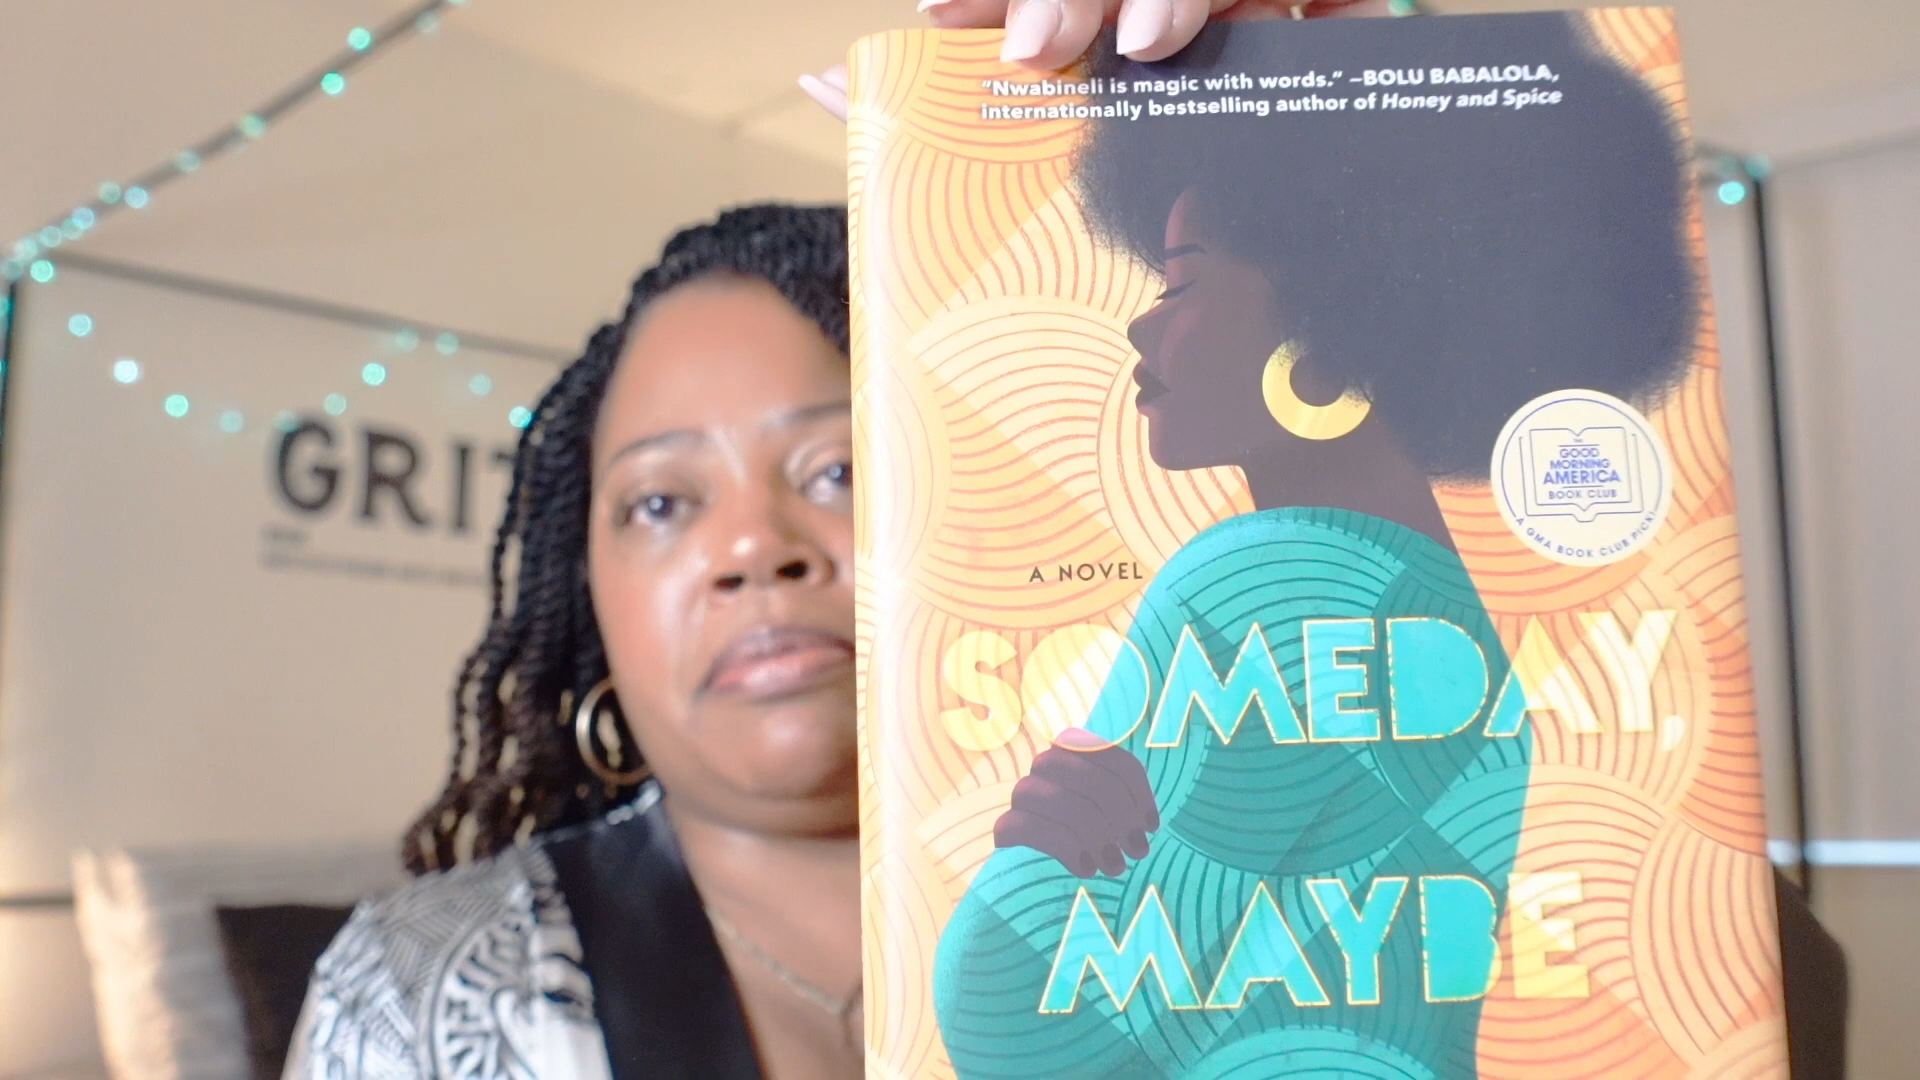 "Nwabineli is magic with words." —BOLU BABALOLA,
internationally bestselling author of Honey and Spice
GRIT
THE
GOOD
MORNING
AMERICA
BOOK CLUB
A GMA BOOK CLUB PICK!
A NOVEL
SOMEDAY,
MAYBE